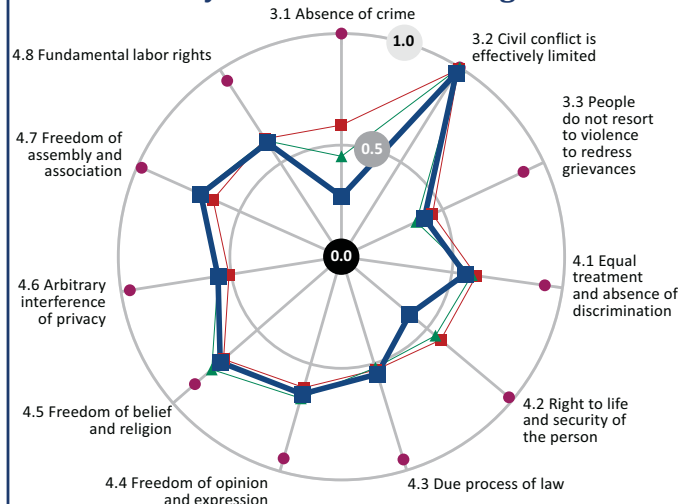 3.1 Absence of crime
1.0
3.2 Civil conflict is
effectively limited
4.8 Fundamental labor rights
3.3 People
do not resort
to violence
to redress
grievances
4.7 Freedom of
assembly and
association
0.5
0.0
4.1 Equal
treatment
and absence of
discrimination
4.6 Arbitrary
interference
of privacy
4.2 Right to life
and security of
the person
4.5 Freedom of belief
and religion
4.4 Freedom of opinion
and expression
4.3 Due process of law